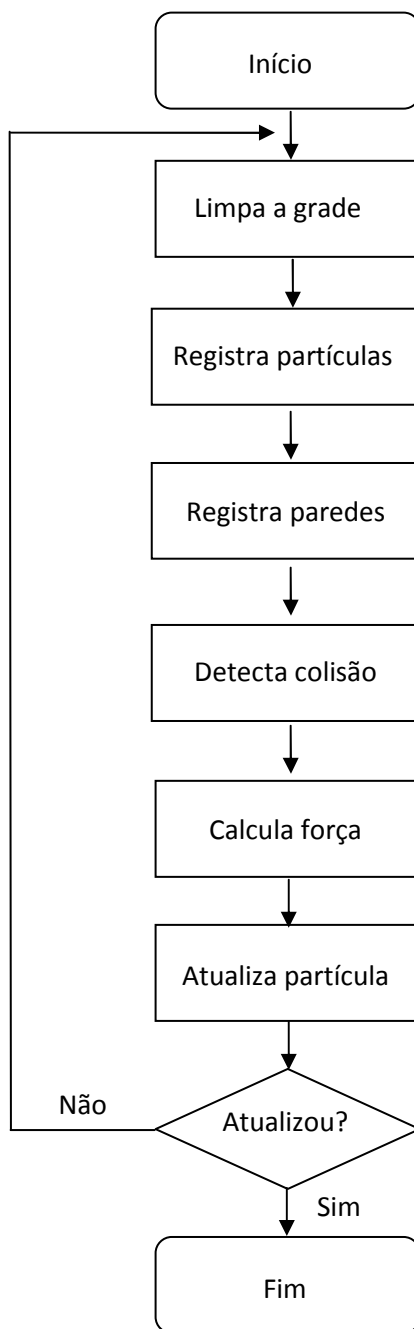 Início
Limpa a grade
Registra partículas
Registra paredes
Detecta colisão
Calcula força
Atualiza partícula
Não
Atualizou?
Sim
Fim